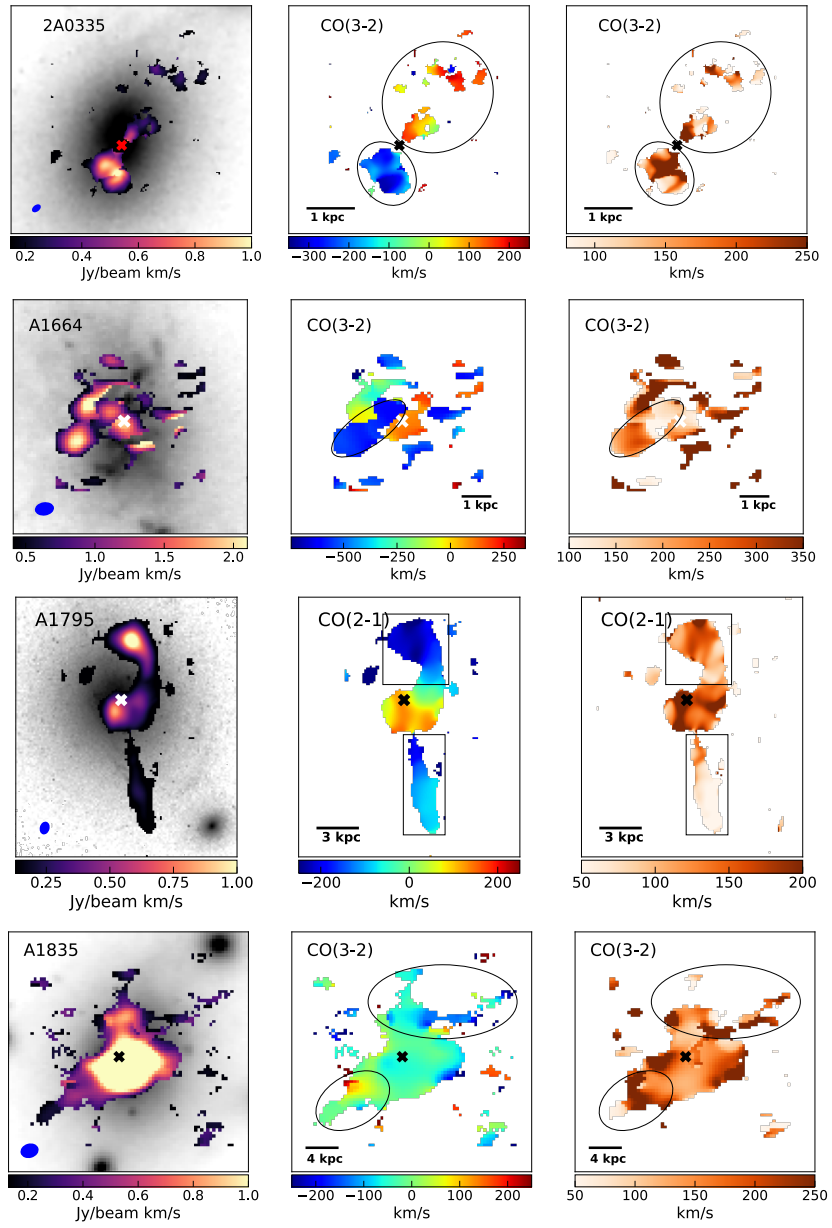 2A0335 CO(3-2) CO(3-2)
1 kpc 1 kpc
0.2 0.4 0.6 0.8 1.0 −300 −200 −100 0 100 200 100 150 200 250
Jy/beam km/s km/s km/s
A1664 CO(3-2) CO(3-2)
1 kpc 1 kpc
0.5 1.0 1.5 2.0 −500 −250 0 250 100 150 200 250 300 350
Jy/beam km/s km/s km/s
A1795 CO(2-1) CO(2-1)
3 kpc 3 kpc
0.25 0.50 0.75 1.00 −200 0 200 50 100 150 200
Jy/beam km/s km/s km/s
A1835 CO(3-2) CO(3-2)
4 kpc 4 kpc
0.2 0.4 0.6 0.8 1.0 −200 −100 0 100 200 50 100 150 200 250
Jy/beam km/s km/s km/s